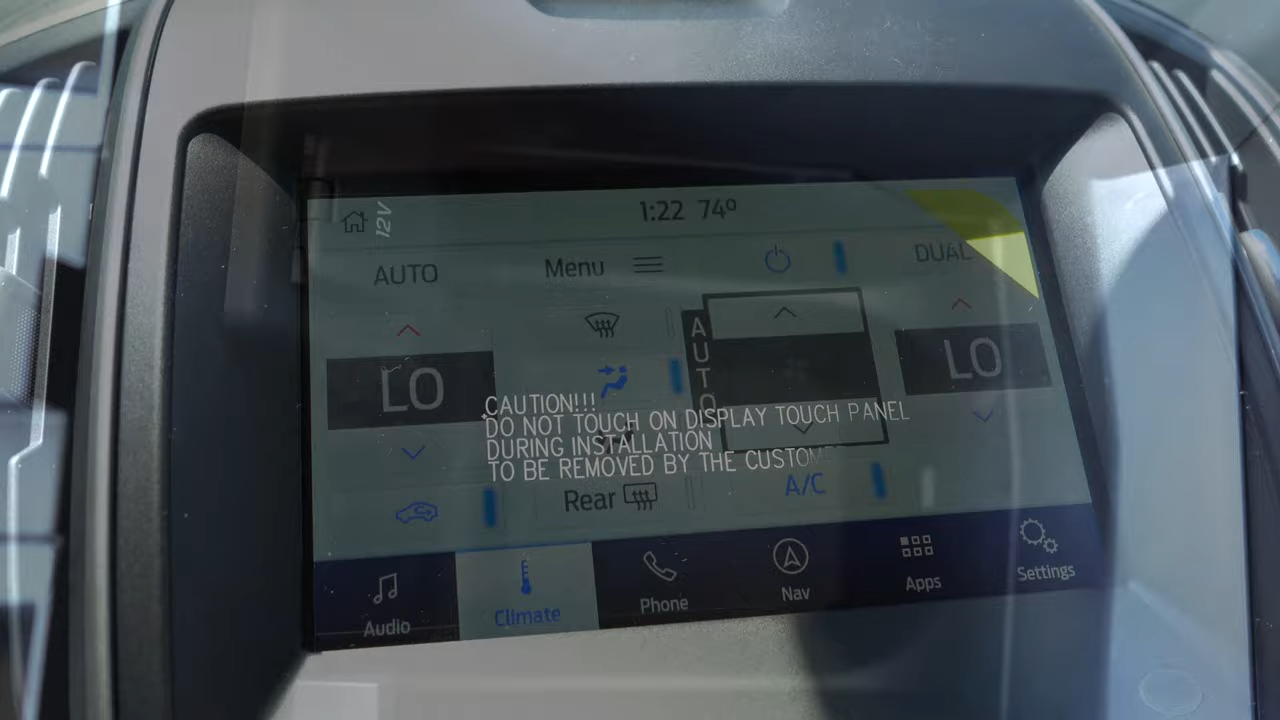 12V
1:22 74°
AUTO
Menu
DUAL
AUTO
LO
LO
CAUTION!!!
DO NOT TOUCH ON DISPLAY TOUCH PANEL
DURING INSTALLATION
TO BE REMOVED BY THE
A/C
Rear
Audio
Climate
Phone
Nav
Apps
Settings